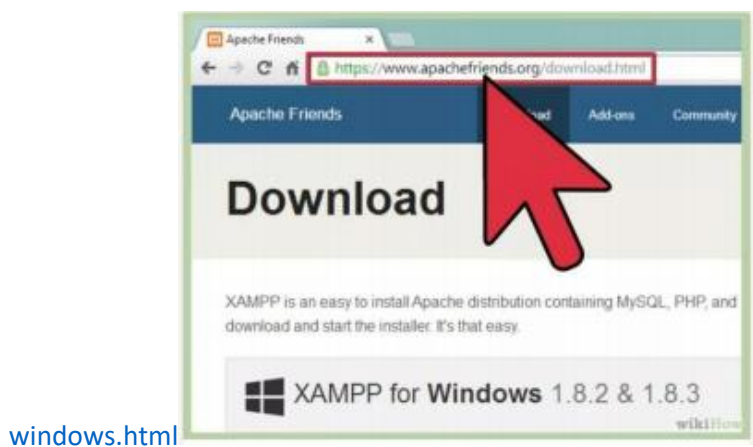 Apache Friends
https://www.apachefriends.org/download.html
Apache Friends Add-ons Community
Download
XAMPP is an easy to install Apache distribution containing MySQL, PHP, and
download and start the installer. It's that easy.
XAMPP for Windows 1.8.2 & 1.8.3
wikiHow
windows.html